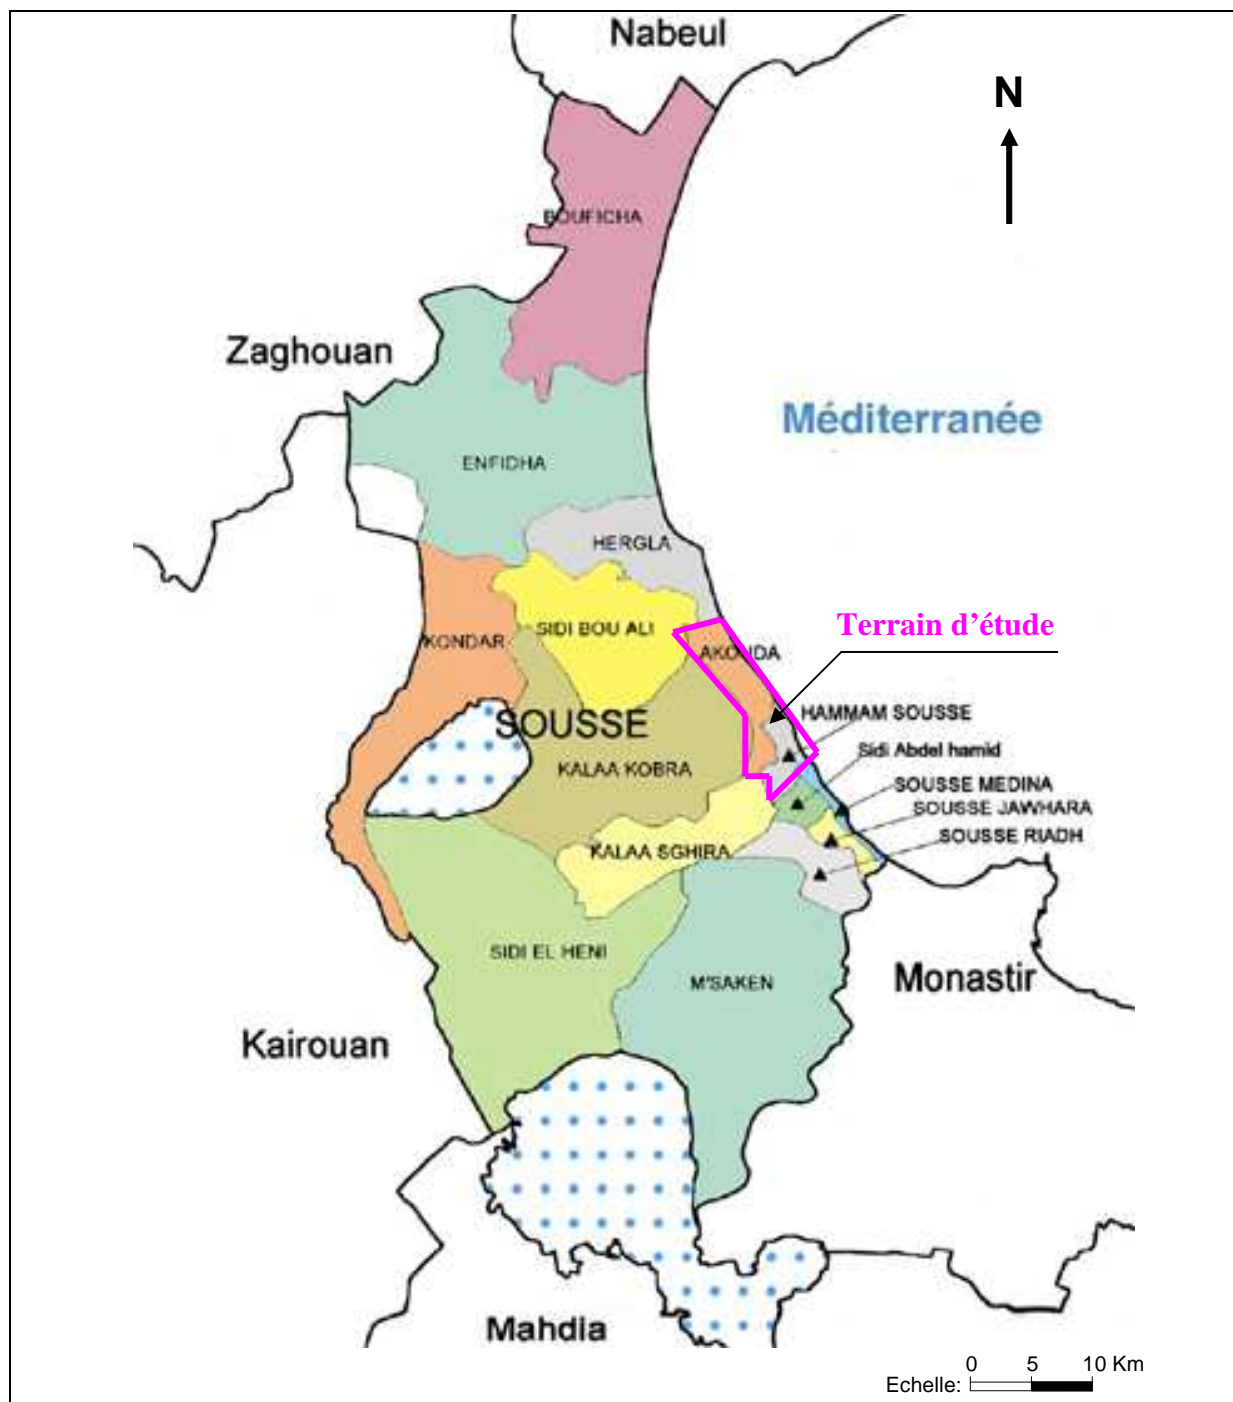 Nabeul
N
BOUFICHA
Zaghouan
Méditerranée
ENFIDHA
HERGLA
Terrain d'étude
SIDI BOU ALI
KONDAR
AKOUDA
HAMMAM SOUSSE
SOUSSE
Sidi Abdel hamid
KALAA KOBRA
SOUSSE MEDINA
SOUSSE JAWHARA
SOUSSE RIADH
KALAA SGHIRA
SIDI EL HENI
M'SAKEN
Monastir
Kairouan
Mahdia
0 5 10 Km
Echelle: